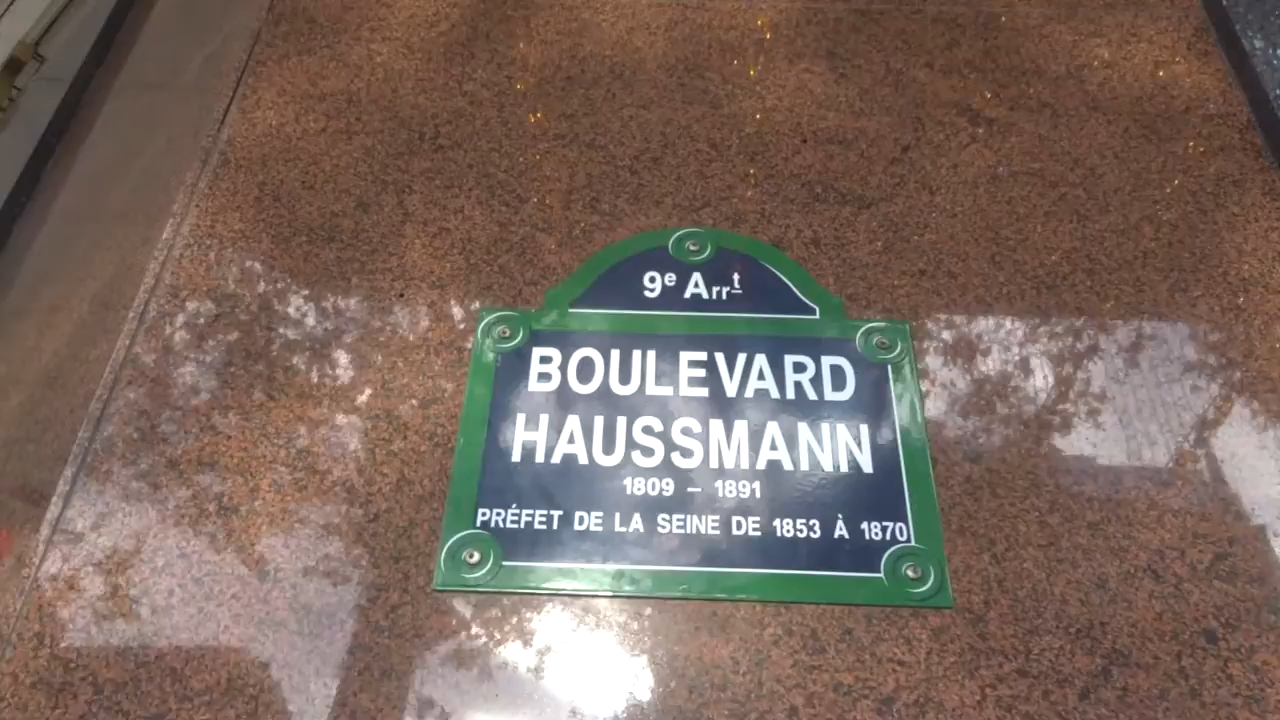 9e Arrt
BOULEVARD
HAUSSMANN
1809 – 1891
PRÉFET DE LA SEINE DE 1853 À 1870